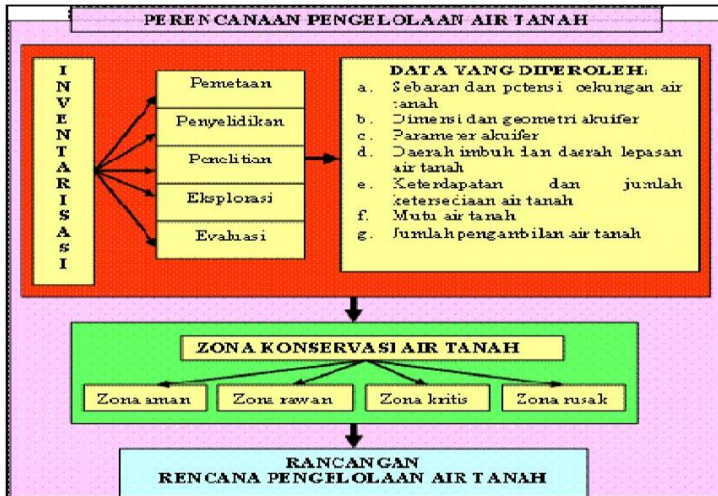 PERENCANAAN PENGELOLAAN AIR TANAH
INVENTARISASI
Pemetaan
Penyelidikan
Penelitian
Eksplorasi
Evaluasi
DATA YANG DIPEROLEH:
a. Sebaran dan potensi cekungan air
tanah
b. Dimensi dan geometri akuifer
c. Parameter akuifer
d. Daerah imbuh dan daerah lepasan
air tanah
e. Keterdapatan dan jumlah
ketersediaan air tanah
f. Mutu air tanah
g. Jumlah pengambilan air tanah
ZONA KONSERVASI AIR TANAH
Zona aman
Zona rawan
Zona kritis
Zona rusak
RANCANGAN
RENCANA PENGELOLAAN AIR TANAH